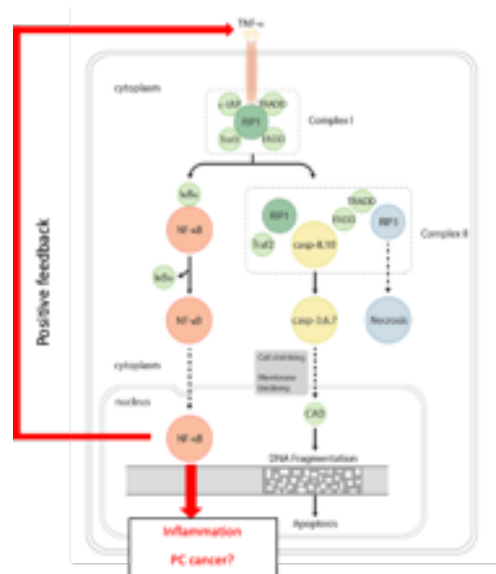 TNF-α
cytoplasm
c-IAP
TRADD
RIP1
Traf2
FADD
Complex I
IκBα
NF-κB
RIP1
TRADD
FADD
RIP3
Traf2
casp-8,10
Complex II
IκBα
NF-κB
casp-3,6,7
Necrosis
Positive feedback
cytoplasm
Cell shrinking
Membrane
blebbing
nucleus
NF-κB
CAD
DNA Fragmentation
Apoptosis
Inflammation
PC cancer?